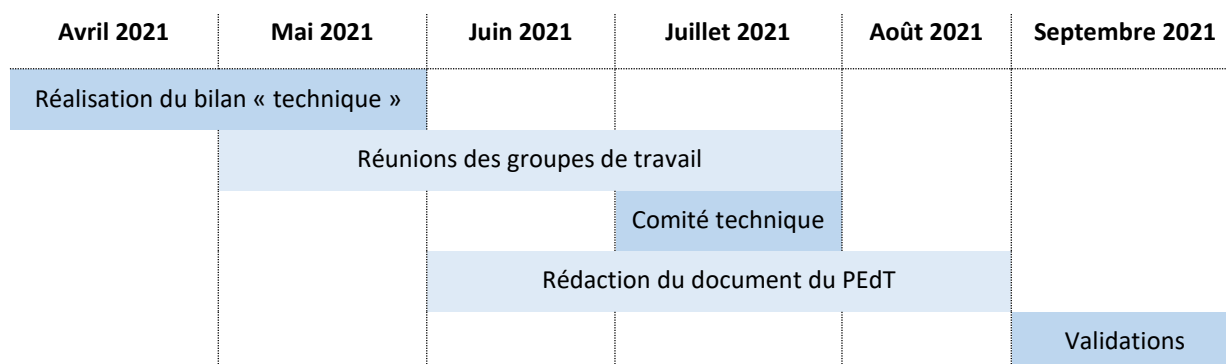 Avril 2021 Mai 2021 Juin 2021 Juillet 2021 Août 2021 Septembre 2021
Réalisation du bilan « technique »
Réunions des groupes de travail
Comité technique
Rédaction du document du PEdT
Validations